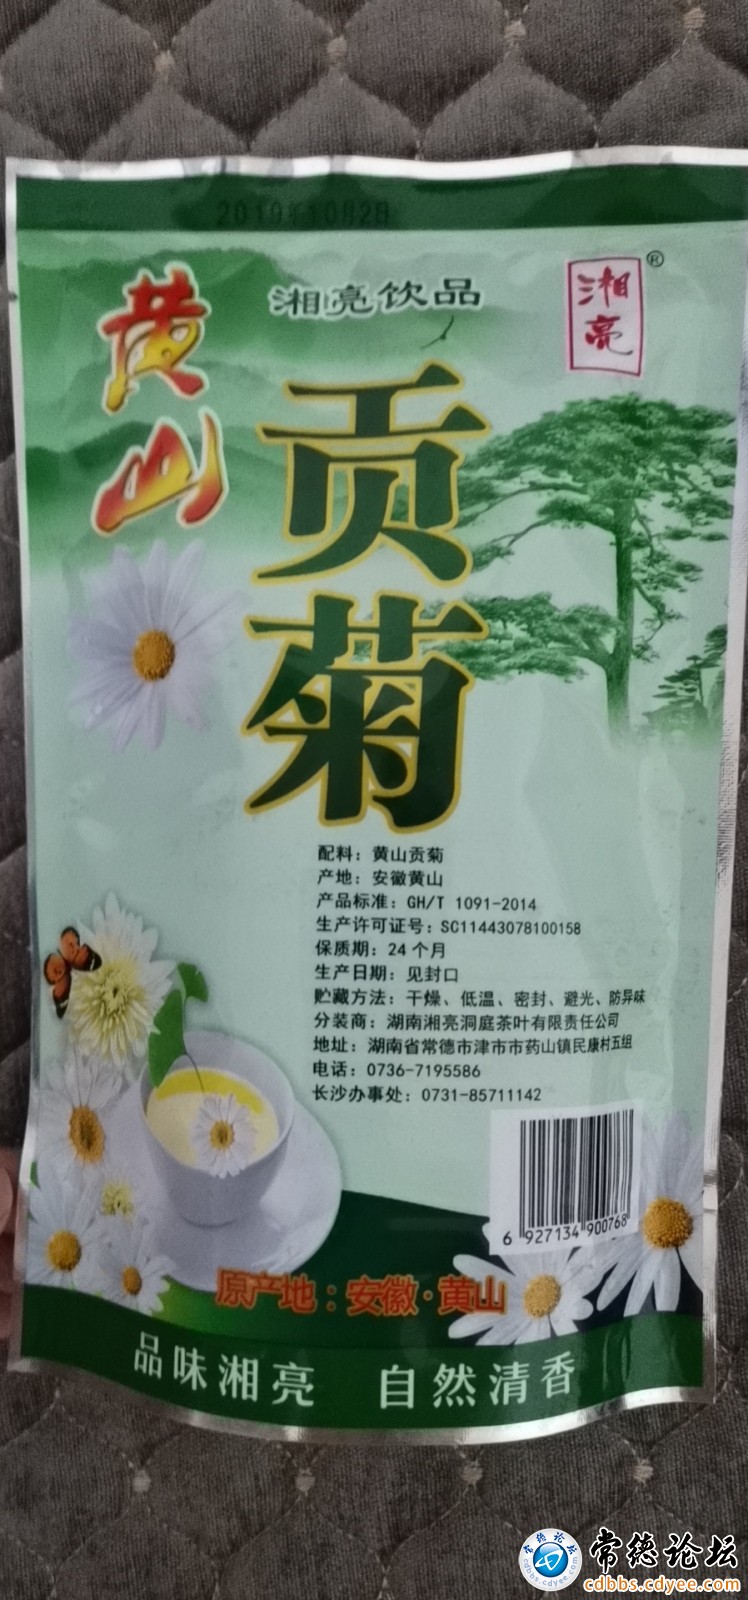 2019年10月2日
湘亮饮品
湘亮®
黄山
贡菊
配料：黄山贡菊
产地：安徽黄山
产品标准：GH/T 1091-2014
生产许可证号：SC11443078100158
保质期：24个月
生产日期：见封口
贮藏方法：干燥、低温、密封、避光、防异味
分装商：湖南湘亮洞庭茶叶有限责任公司
地址：湖南省常德市津市市药山镇民康村五组
电话：0736-7195586
长沙办事处：0731-85711142
6 927134 900768
原产地：安徽·黄山
品味湘亮 自然清香
常德论坛
常德论坛
cdbbs.cdyee.com